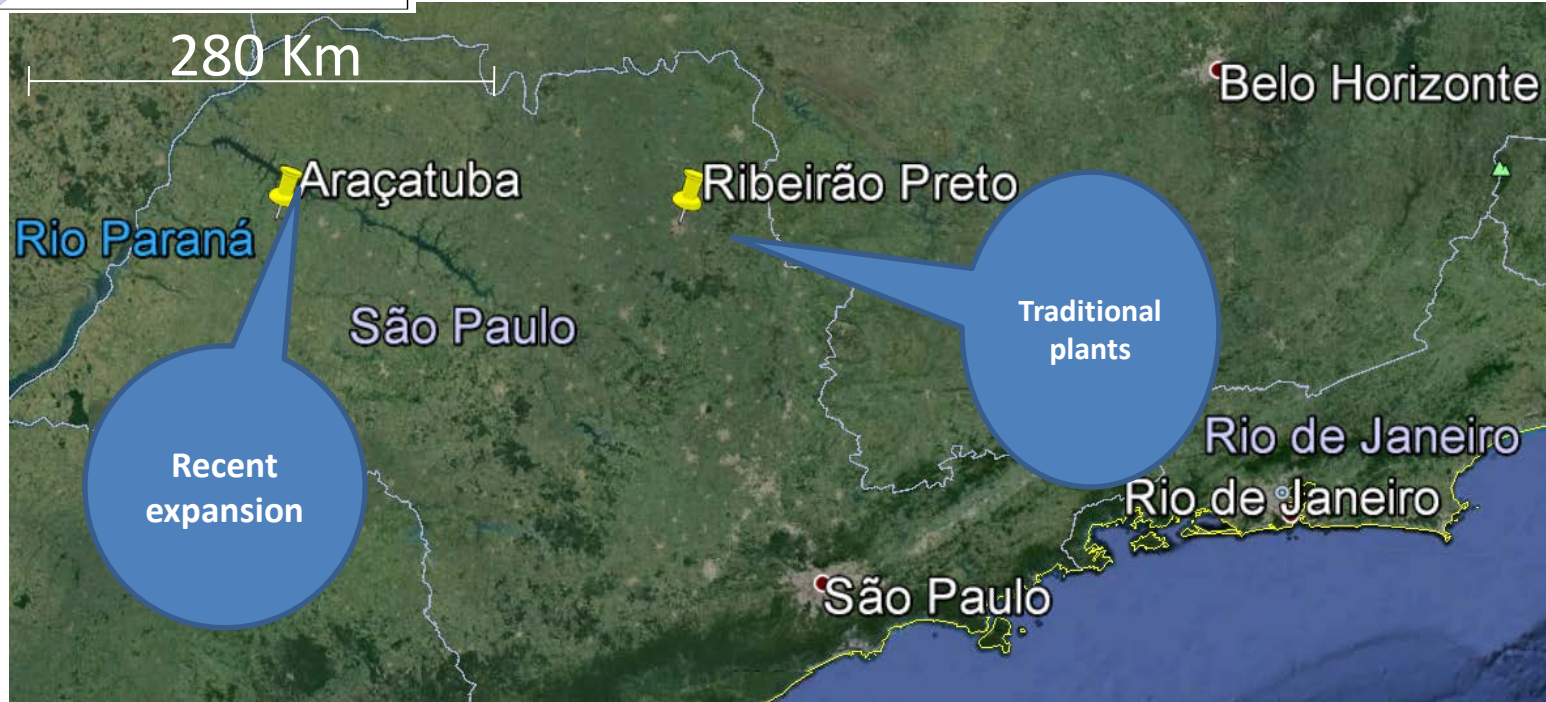 280 Km
Belo Horizonte
Araçatuba
Ribeirão Preto
Rio Paraná
São Paulo
Traditional
plants
Recent
expansion
Rio de Janeiro
Rio de Janeiro
São Paulo